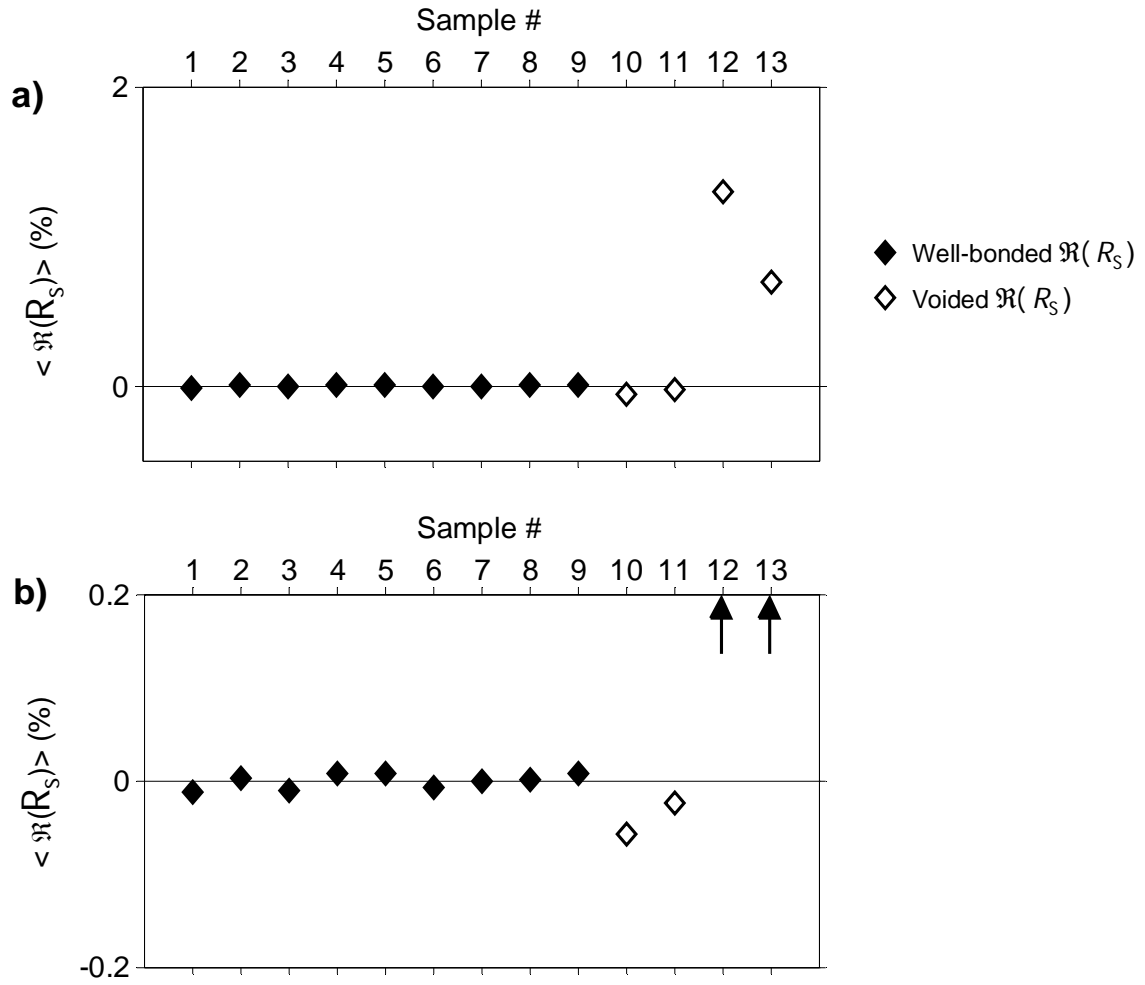 Sample #
1 2 3 4 5 6 7 8 9 10 11 12 13
a)
2
0
< ℜ(R_S)> (%)
Well-bonded ℜ( R_S)
Voided ℜ( R_S)
Sample #
1 2 3 4 5 6 7 8 9 10 11 12 13
b)
0.2
0
-0.2
< ℜ(R_S)> (%)